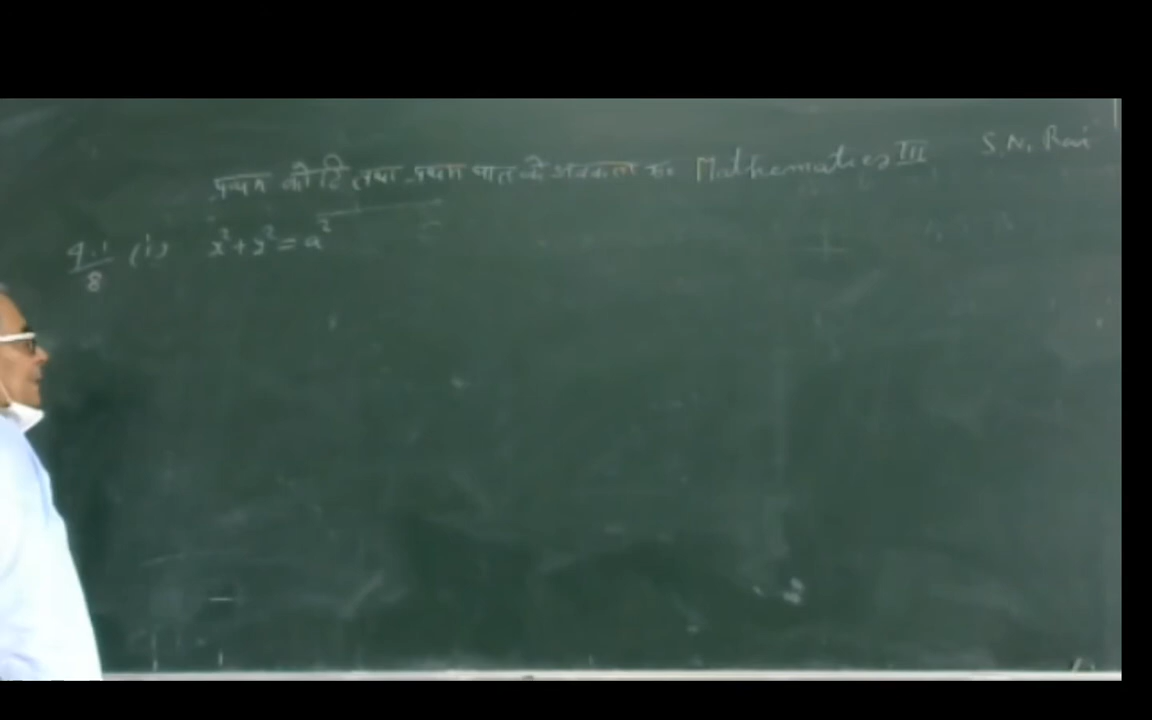 प्रथम कोटि तथा प्रथम घात के अवकल स० Mathematics III S.N. Rai
9.1/8 (i) x² + y² = a²